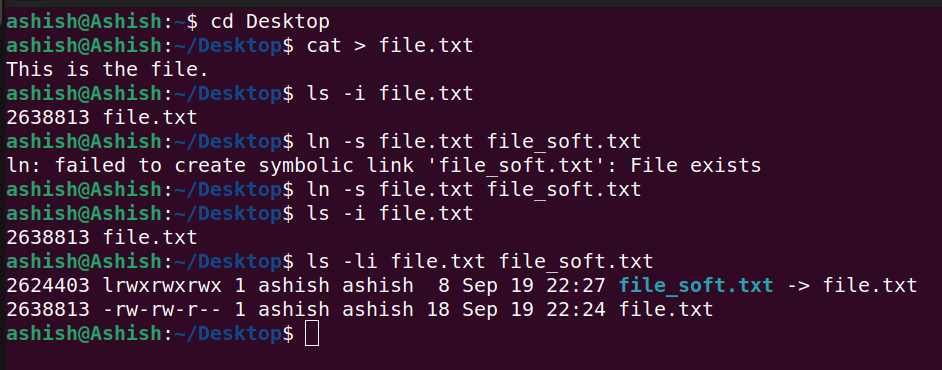 ashish@Ashish:~$ cd Desktop
ashish@Ashish:~/Desktop$ cat > file.txt
This is the file.
ashish@Ashish:~/Desktop$ ls -i file.txt
2638813 file.txt
ashish@Ashish:~/Desktop$ ln -s file.txt file_soft.txt
ln: failed to create symbolic link 'file_soft.txt': File exists
ashish@Ashish:~/Desktop$ ln -s file.txt file_soft.txt
ashish@Ashish:~/Desktop$ ls -i file.txt
2638813 file.txt
ashish@Ashish:~/Desktop$ ls -li file.txt file_soft.txt
2624403 lrwxrwxrwx 1 ashish ashish  8 Sep 19 22:27 file_soft.txt -> file.txt
2638813 -rw-rw-r-- 1 ashish ashish 18 Sep 19 22:24 file.txt
ashish@Ashish:~/Desktop$